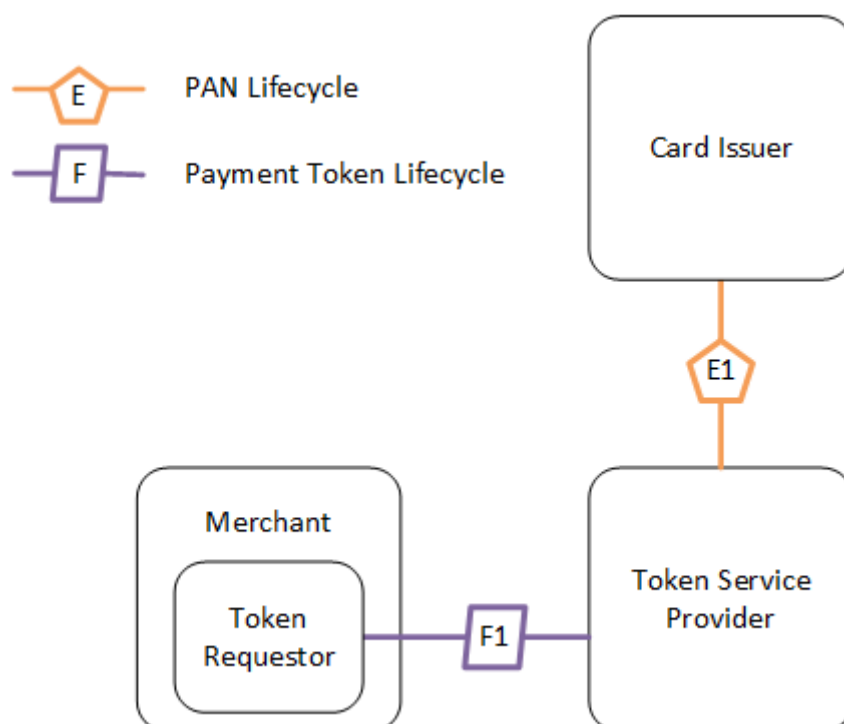 E
PAN Lifecycle
F
Payment Token Lifecycle
Card Issuer
E1
Merchant
Token
Requestor
F1
Token Service
Provider